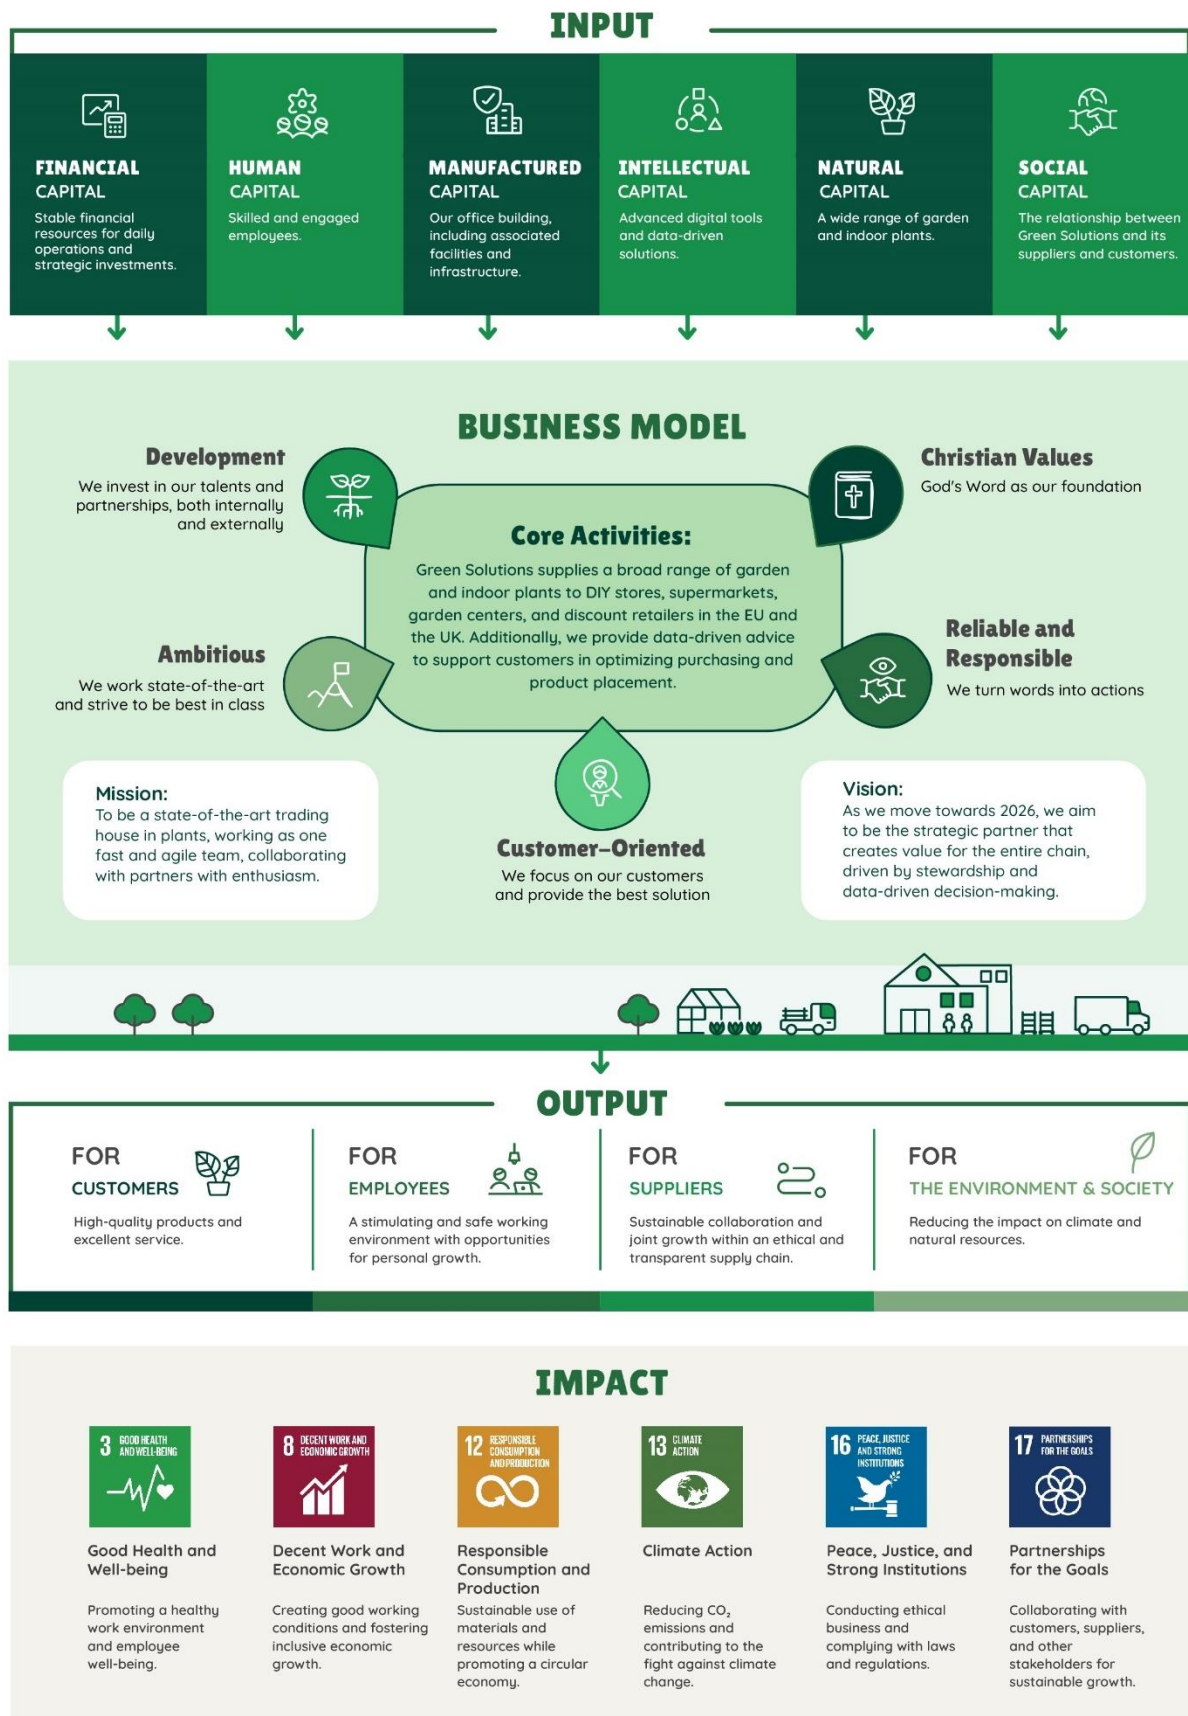 INPUT
FINANCIAL
CAPITAL
Stable financial
resources for daily
operations and
strategic investments.
HUMAN
CAPITAL
Skilled and engaged
employees.
MANUFACTURED
CAPITAL
Our office building,
including associated
facilities and
infrastructure.
INTELLECTUAL
CAPITAL
Advanced digital tools
and data-driven
solutions.
NATURAL
CAPITAL
A wide range of garden
and indoor plants.
SOCIAL
CAPITAL
The relationship between
Green Solutions and its
suppliers and customers.
BUSINESS MODEL
Development
We invest in our talents and
partnerships, both internally
and externally
Christian Values
God's Word as our foundation
Core Activities:
Green Solutions supplies a broad range of garden
and indoor plants to DIY stores, supermarkets,
garden centers, and discount retailers in the EU and
the UK. Additionally, we provide data-driven advice
to support customers in optimizing purchasing and
product placement.
Ambitious
We work state-of-the-art
and strive to be best in class
Reliable and
Responsible
We turn words into actions
Mission:
To be a state-of-the-art trading
house in plants, working as one
fast and agile team, collaborating
with partners with enthusiasm.
Customer-Oriented
We focus on our customers
and provide the best solution
Vision:
As we move towards 2026, we aim
to be the strategic partner that
creates value for the entire chain,
driven by stewardship and
data-driven decision-making.
OUTPUT
FOR
CUSTOMERS
High-quality products and
excellent service.
FOR
EMPLOYEES
A stimulating and safe working
environment with opportunities
for personal growth.
FOR
SUPPLIERS
Sustainable collaboration and
joint growth within an ethical and
transparent supply chain.
FOR
THE ENVIRONMENT & SOCIETY
Reducing the impact on climate and
natural resources.
IMPACT
3 GOOD HEALTH
AND WELL-BEING
Good Health and
Well-being
Promoting a healthy
work environment
and employee
well-being.
8 DECENT WORK AND
ECONOMIC GROWTH
Decent Work and
Economic Growth
Creating good working
conditions and fostering
inclusive economic
growth.
12 RESPONSIBLE
CONSUMPTION
AND PRODUCTION
Responsible
Consumption and
Production
Sustainable use of
materials and
resources while
promoting a circular
economy.
13 CLIMATE
ACTION
Climate Action
Reducing CO₂
emissions and
contributing to the
fight against climate
change.
16 PEACE, JUSTICE
AND STRONG
INSTITUTIONS
Peace, Justice, and
Strong Institutions
Conducting ethical
business and
complying with laws
and regulations.
17 PARTNERSHIPS
FOR THE GOALS
Partnerships
for the Goals
Collaborating with
customers, suppliers,
and other
stakeholders for
sustainable growth.